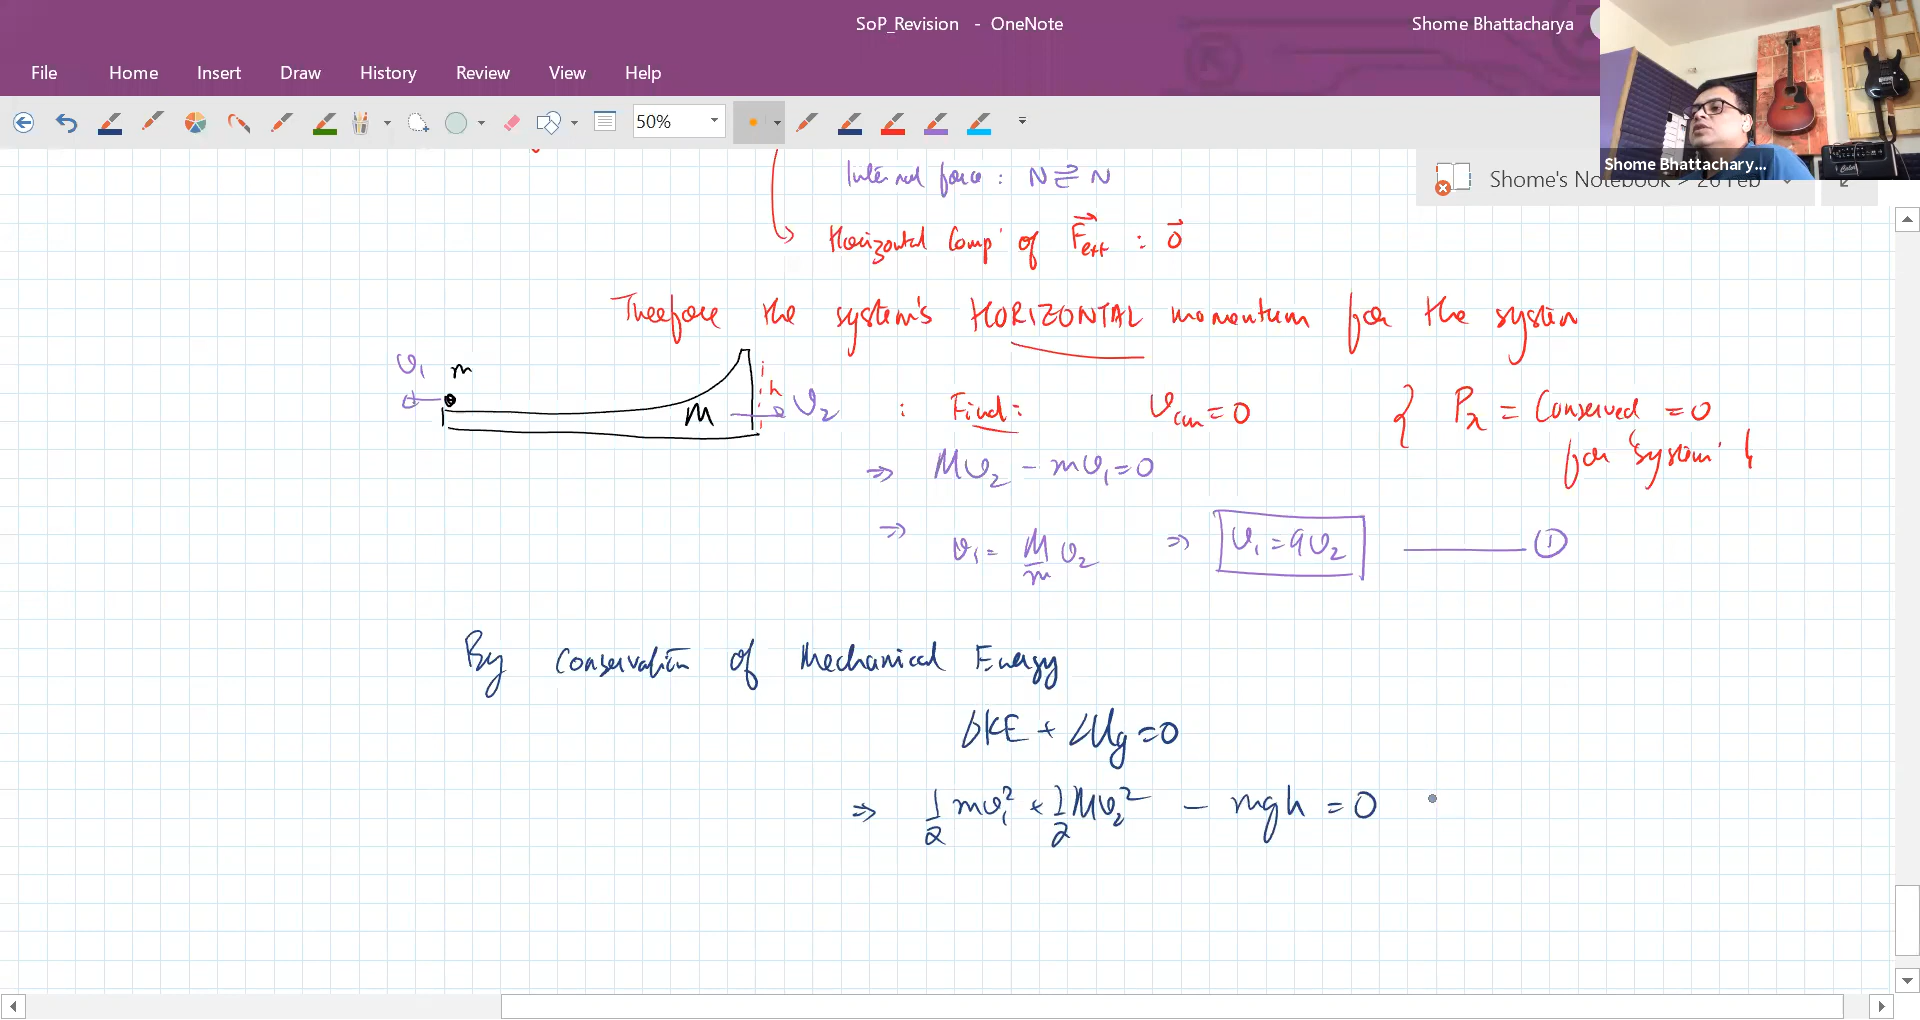 SoP_Revision - OneNote
Shome Bhattacharya
File Home Insert Draw History Review View Help
50%
Shome Bhattachary...
Shome's Notebook > 26 Feb
Internal force : N ⇌ N
Horizontal Comp' of F⃗ext : 0⃗
Therefore the system's HORIZONTAL momentum for the system
v₁ m
h
M v₂
: Find: vcm = 0 { Px = Conserved = 0
for 'system' }
⇒ Mv₂ - mv₁ = 0
⇒ v₁ = M/m v₂ ⇒ v₁ = 9v₂ ①
By Conservation of Mechanical Energy
ΔKE + ΔUg = 0
⇒ 1/2 mv₁² + 1/2 Mv₂² - mgh = 0